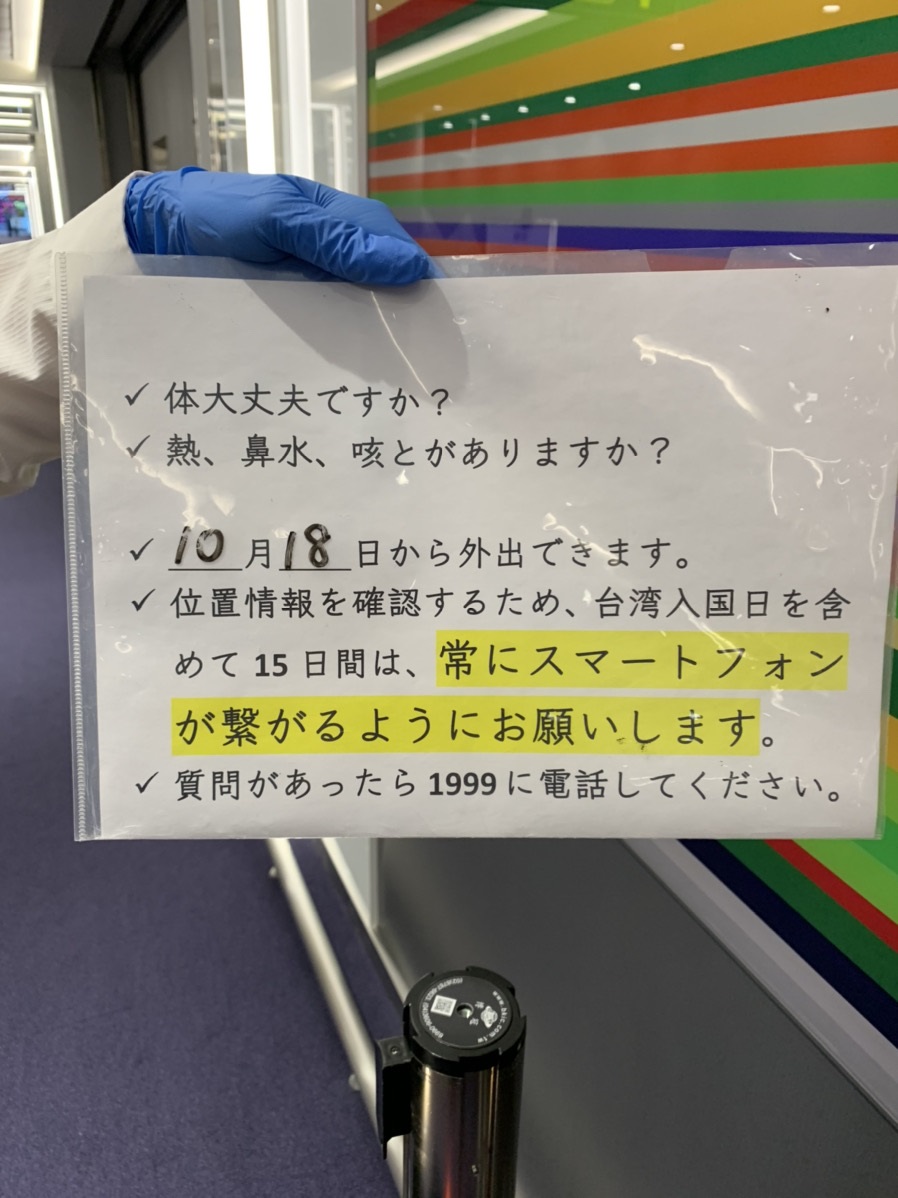 ✓ 体大丈夫ですか？
✓ 熱、鼻水、咳とがありますか？
✓ 10月18日から外出できます。
✓ 位置情報を確認するため、台湾入国日を含
めて 15 日間は、常にスマートフォン
が繋がるようにお願いします。
✓ 質問があったら 1999 に電話してください。